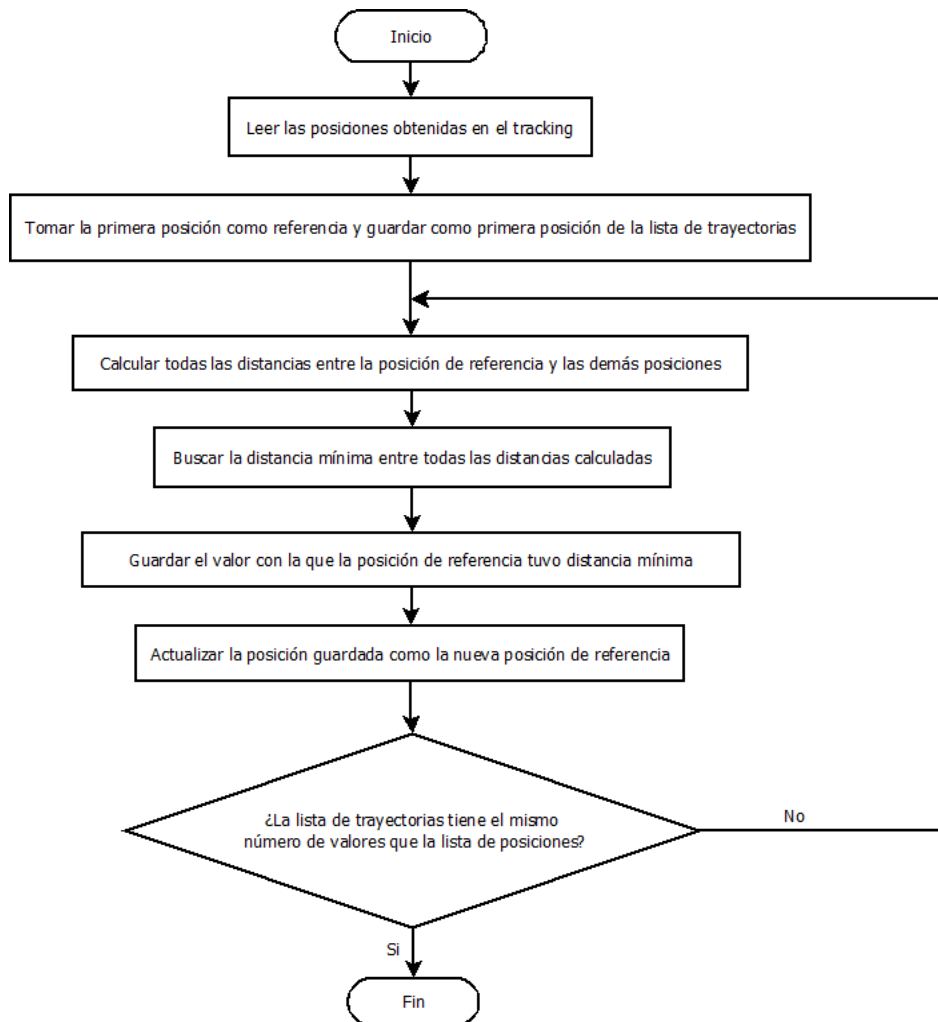 Inicio
Leer las posiciones obtenidas en el tracking
Tomar la primera posición como referencia y guardar como primera posición de la lista de trayectorias
Calcular todas las distancias entre la posición de referencia y las demás posiciones
Buscar la distancia mínima entre todas las distancias calculadas
Guardar el valor con la que la posición de referencia tuvo distancia mínima
Actualizar la posición guardada como la nueva posición de referencia
¿La lista de trayectorias tiene el mismo
número de valores que la lista de posiciones?
No
Si
Fin